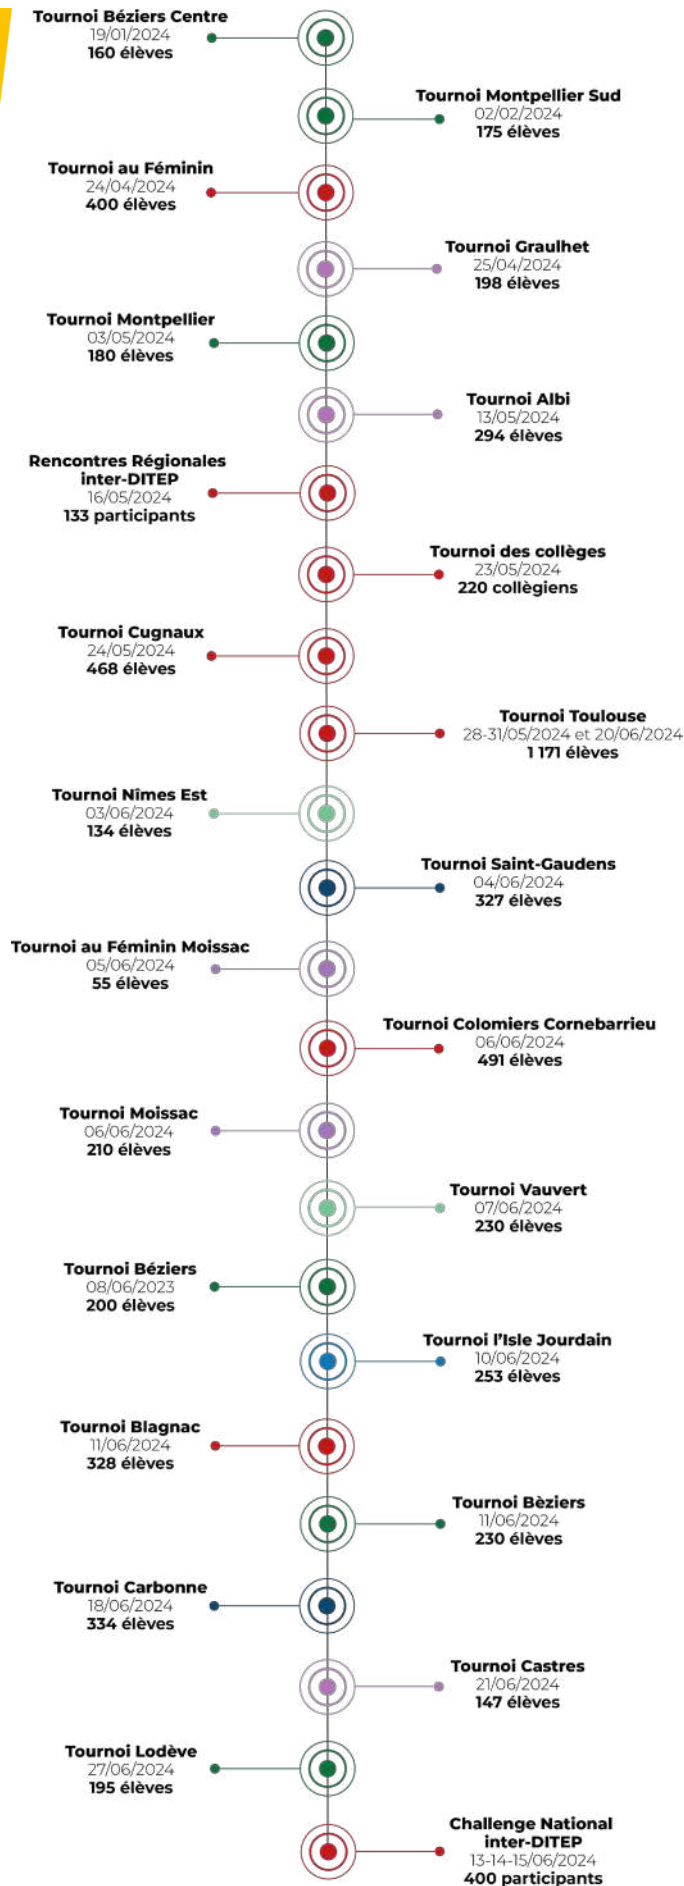 Tournoi Béziers Centre
19/01/2024
160 élèves
Tournoi Montpellier Sud
02/02/2024
175 élèves
Tournoi au Féminin
24/04/2024
400 élèves
Tournoi Graulhet
25/04/2024
198 élèves
Tournoi Montpellier
03/05/2024
180 élèves
Tournoi Albi
13/05/2024
294 élèves
Rencontres Régionales
inter-DITEP
16/05/2024
133 participants
Tournoi des collèges
23/05/2024
220 collègiens
Tournoi Cugnaux
24/05/2024
468 élèves
Tournoi Toulouse
28-31/05/2024 et 20/06/2024
1 171 élèves
Tournoi Nîmes Est
03/06/2024
134 élèves
Tournoi Saint-Gaudens
04/06/2024
327 élèves
Tournoi au Féminin Moissac
05/06/2024
55 élèves
Tournoi Colomiers Cornebarrieu
06/06/2024
491 élèves
Tournoi Moissac
06/06/2024
210 élèves
Tournoi Vauvert
07/06/2024
230 élèves
Tournoi Béziers
08/06/2023
200 élèves
Tournoi l'Isle Jourdain
10/06/2024
253 élèves
Tournoi Blagnac
11/06/2024
328 élèves
Tournoi Bèziers
11/06/2024
230 élèves
Tournoi Carbonne
18/06/2024
334 élèves
Tournoi Castres
21/06/2024
147 élèves
Tournoi Lodève
27/06/2024
195 élèves
Challenge National
inter-DITEP
13-14-15/06/2024
400 participants